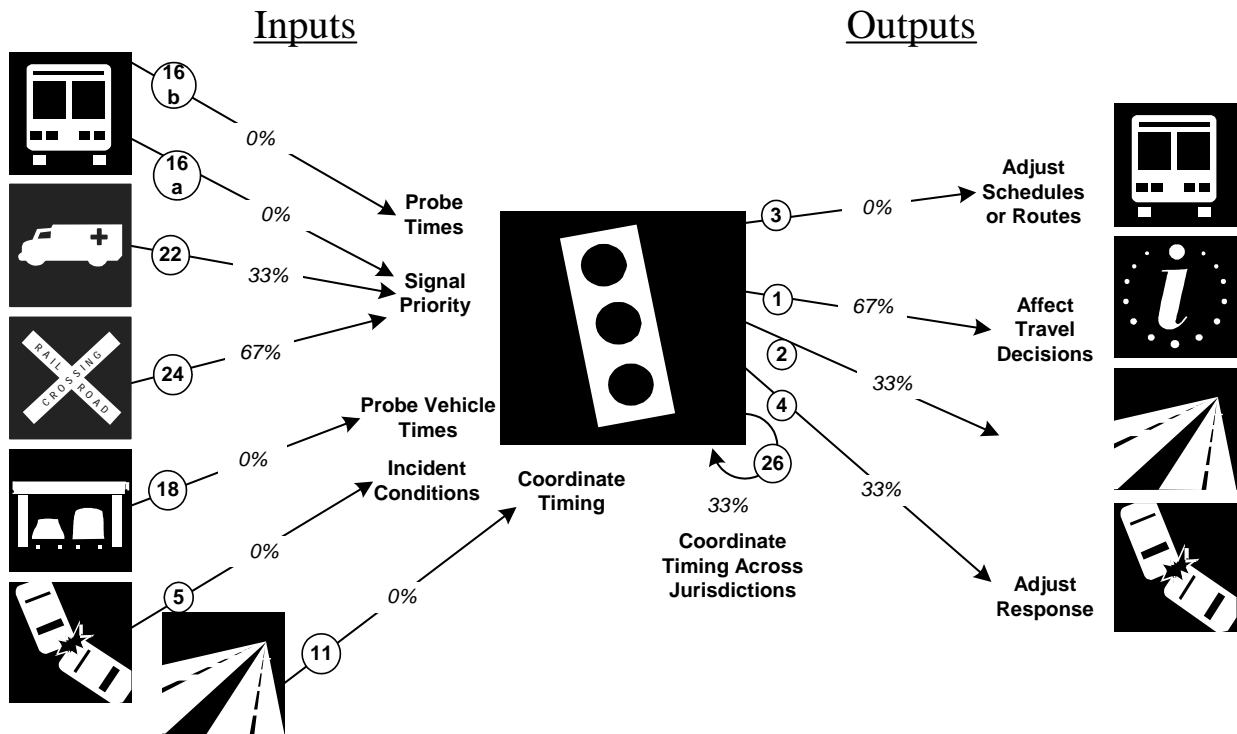 Inputs
Outputs
16
b
0%
16
a
0%
Probe
Times
22
33%
Signal
Priority
RAIL ROAD
CROSSING
24
67%
Probe Vehicle
Times
18
0%
Incident
Conditions
5
0%
Coordinate
Timing
11
0%
26
33%
Coordinate
Timing Across
Jurisdictions
3
0%
Adjust
Schedules
or Routes
1
67%
Affect
Travel
Decisions
i
2
33%
4
33%
Adjust
Response